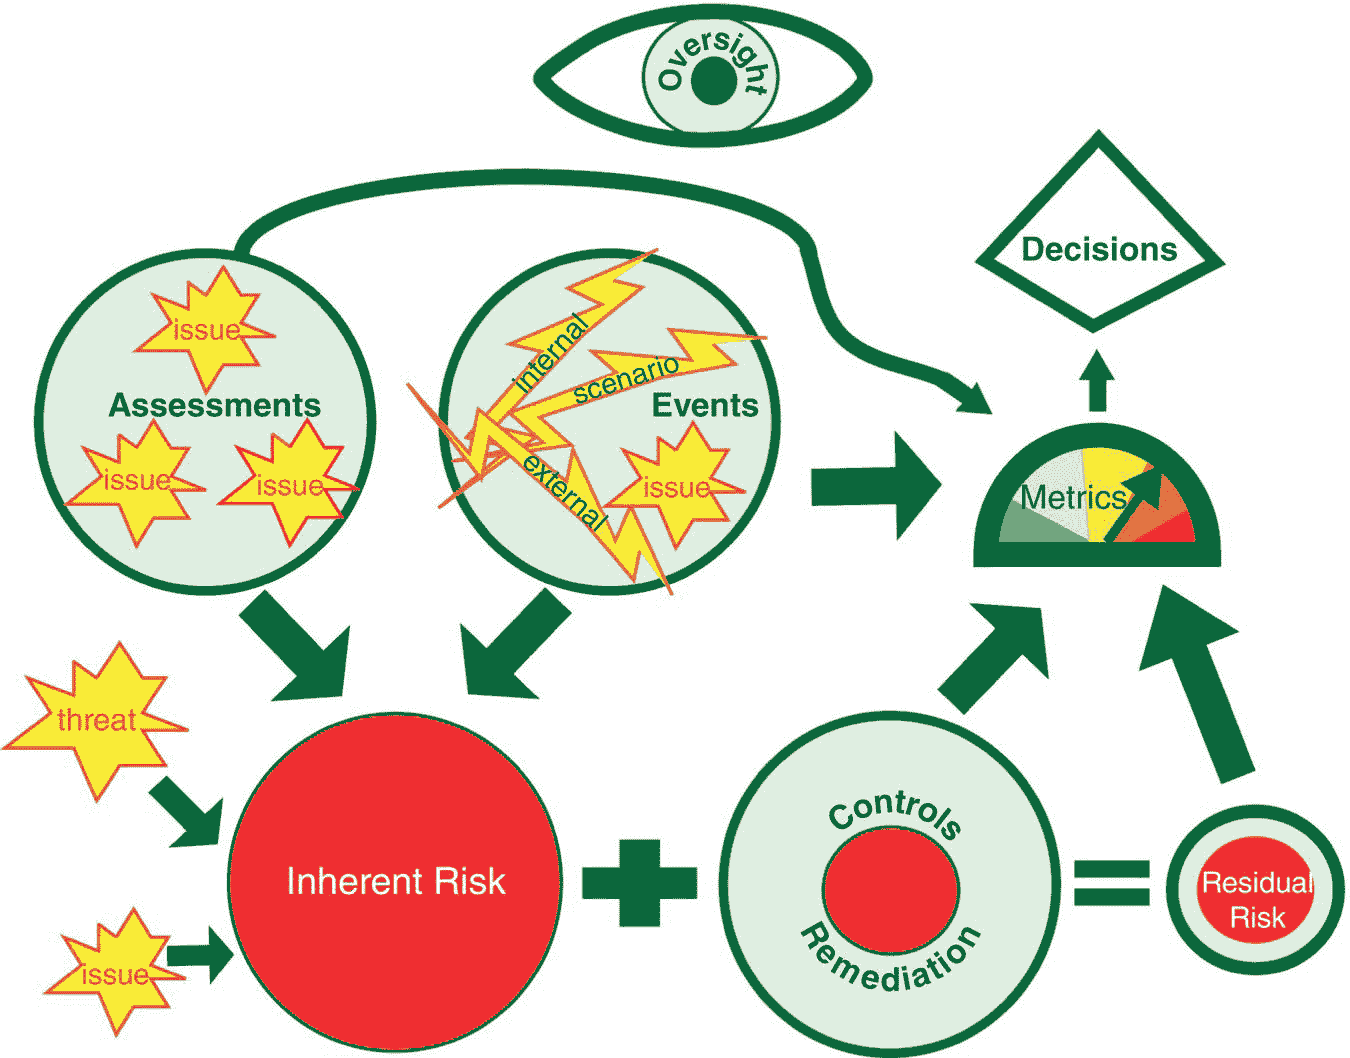 Oversight
Decisions
issue
Assessments
issue
issue
internal
scenario
Events
external
issue
Metrics
threat
Inherent Risk
issue
Controls
Remediation
Residual
Risk